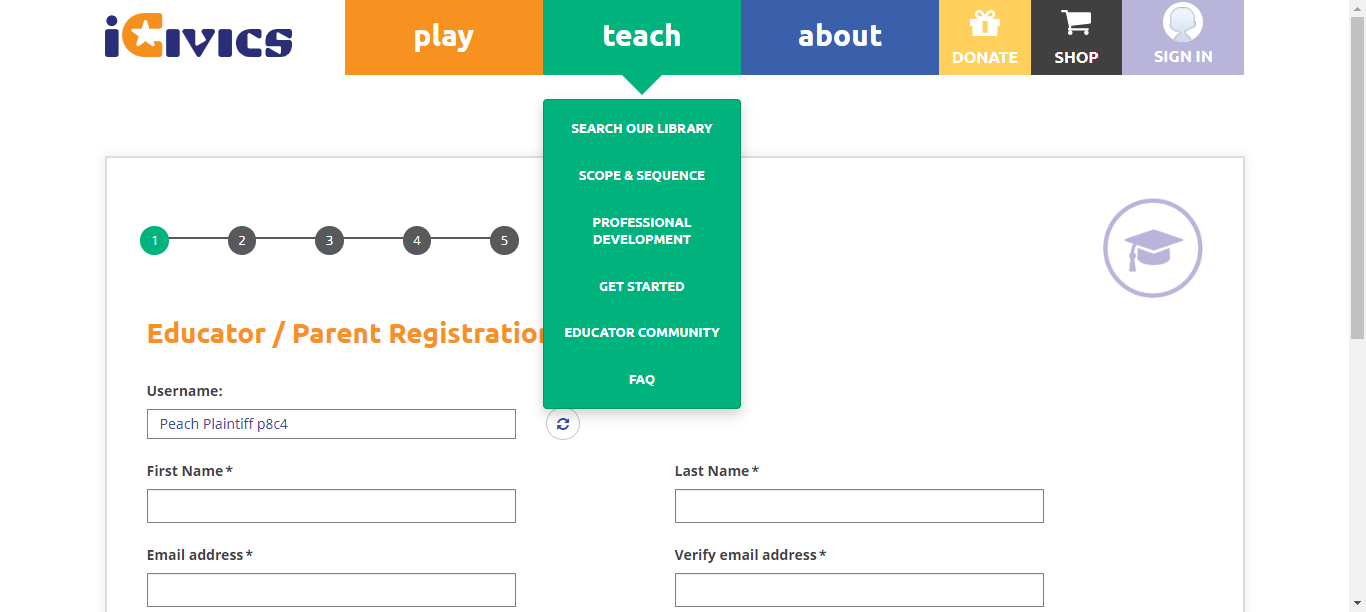 iCivics
play
teach
about
DONATE
SHOP
SIGN IN
SEARCH OUR LIBRARY
SCOPE & SEQUENCE
PROFESSIONAL
DEVELOPMENT
GET STARTED
EDUCATOR COMMUNITY
FAQ
1 2 3 4 5
Educator / Parent Registration
Username:
Peach Plaintiff p8c4
First Name*
Last Name*
Email address*
Verify email address*